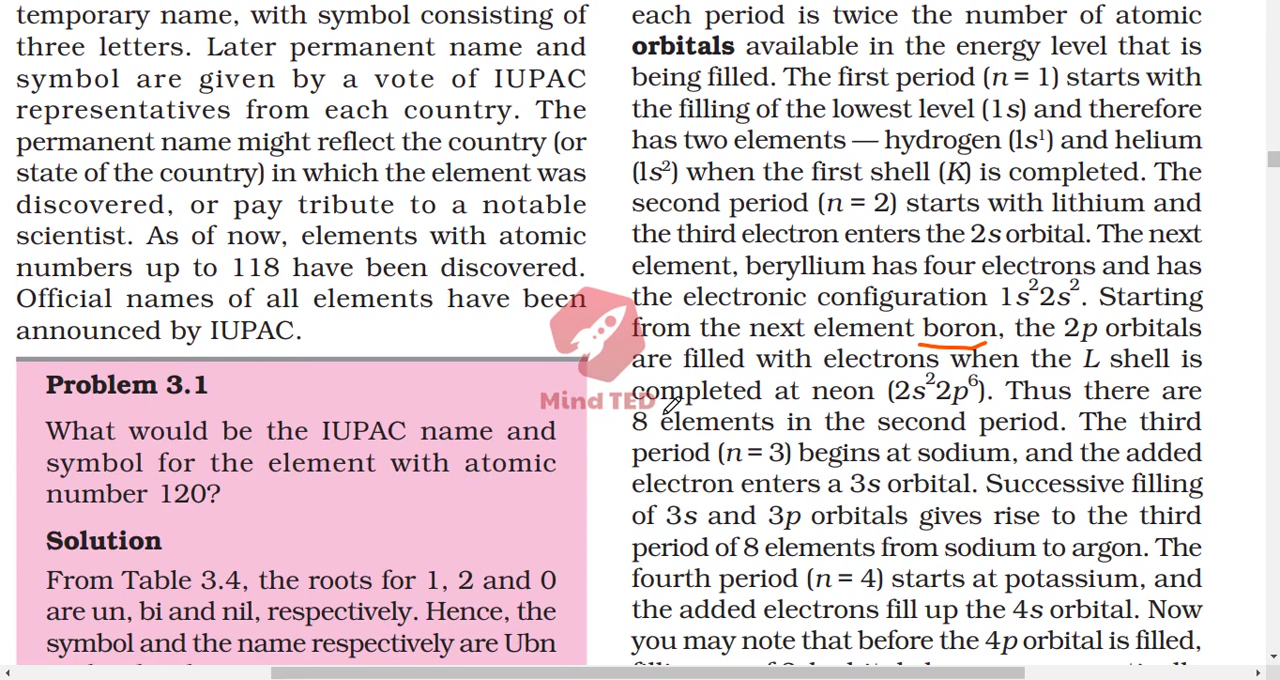 temporary name, with symbol consisting of
three letters. Later permanent name and
symbol are given by a vote of IUPAC
representatives from each country. The
permanent name might reflect the country (or
state of the country) in which the element was
discovered, or pay tribute to a notable
scientist. As of now, elements with atomic
numbers up to 118 have been discovered.
Official names of all elements have been
announced by IUPAC.
Problem 3.1
What would be the IUPAC name and
symbol for the element with atomic
number 120?
Solution
From Table 3.4, the roots for 1, 2 and 0
are un, bi and nil, respectively. Hence, the
symbol and the name respectively are Ubn
each period is twice the number of atomic
orbitals available in the energy level that is
being filled. The first period (n = 1) starts with
the filling of the lowest level (1s) and therefore
has two elements — hydrogen (ls¹) and helium
(ls²) when the first shell (K) is completed. The
second period (n = 2) starts with lithium and
the third electron enters the 2s orbital. The next
element, beryllium has four electrons and has
the electronic configuration 1s²2s². Starting
from the next element boron, the 2p orbitals
are filled with electrons when the L shell is
completed at neon (2s²2p⁶). Thus there are
8 elements in the second period. The third
period (n = 3) begins at sodium, and the added
electron enters a 3s orbital. Successive filling
of 3s and 3p orbitals gives rise to the third
period of 8 elements from sodium to argon. The
fourth period (n = 4) starts at potassium, and
the added electrons fill up the 4s orbital. Now
you may note that before the 4p orbital is filled,
Mind TED